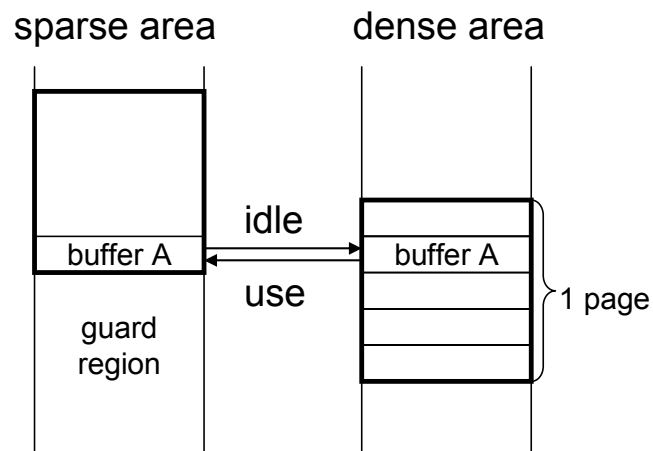 sparse area
dense area
idle
buffer A
buffer A
use
1 page
guard
region